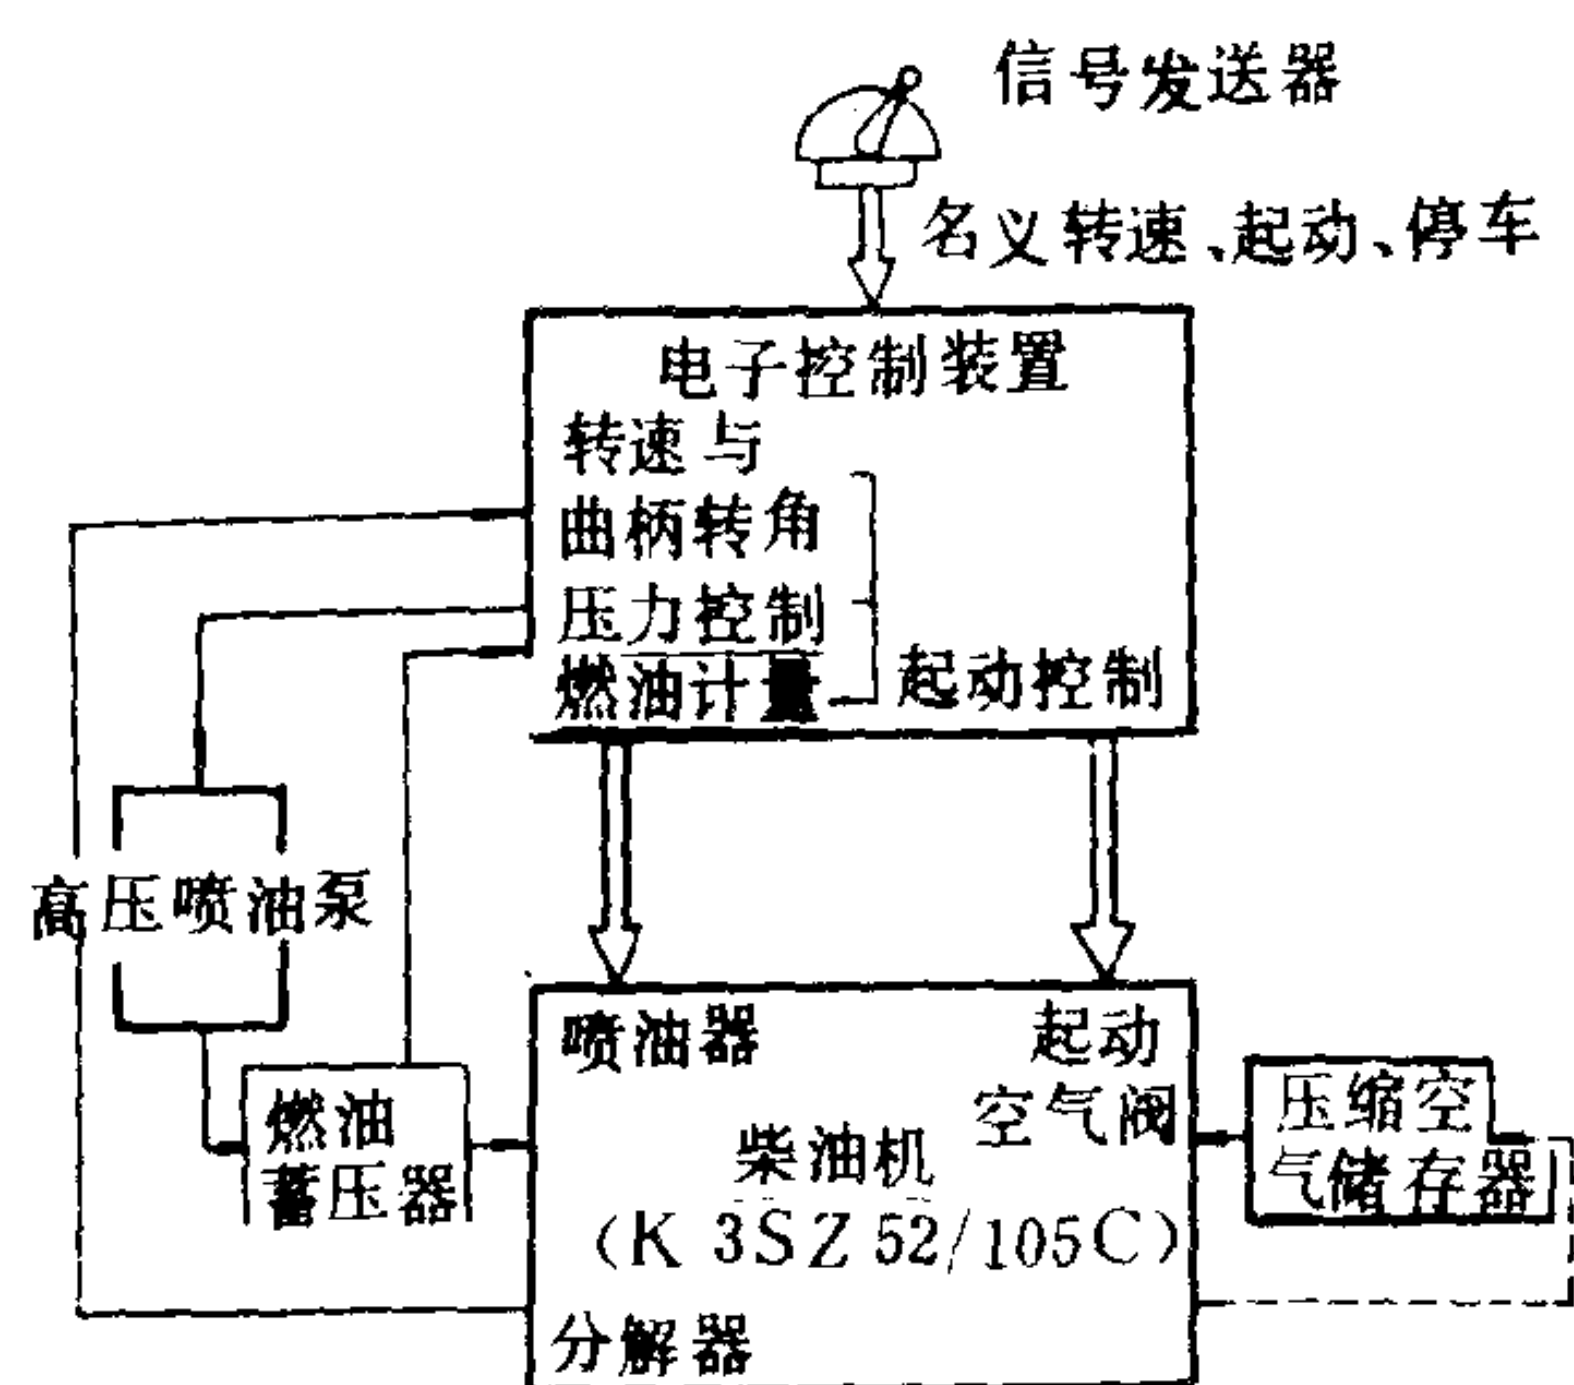 信号发送器
名义转速、起动、停车
电子控制装置
转速与
曲柄转角
压力控制
燃油计量
起动控制
高压喷油泵
喷油器
起动
空气阀
燃油
蓄压器
柴油机
(K 3SZ 52/105C)
压缩空
气储存器
分解器